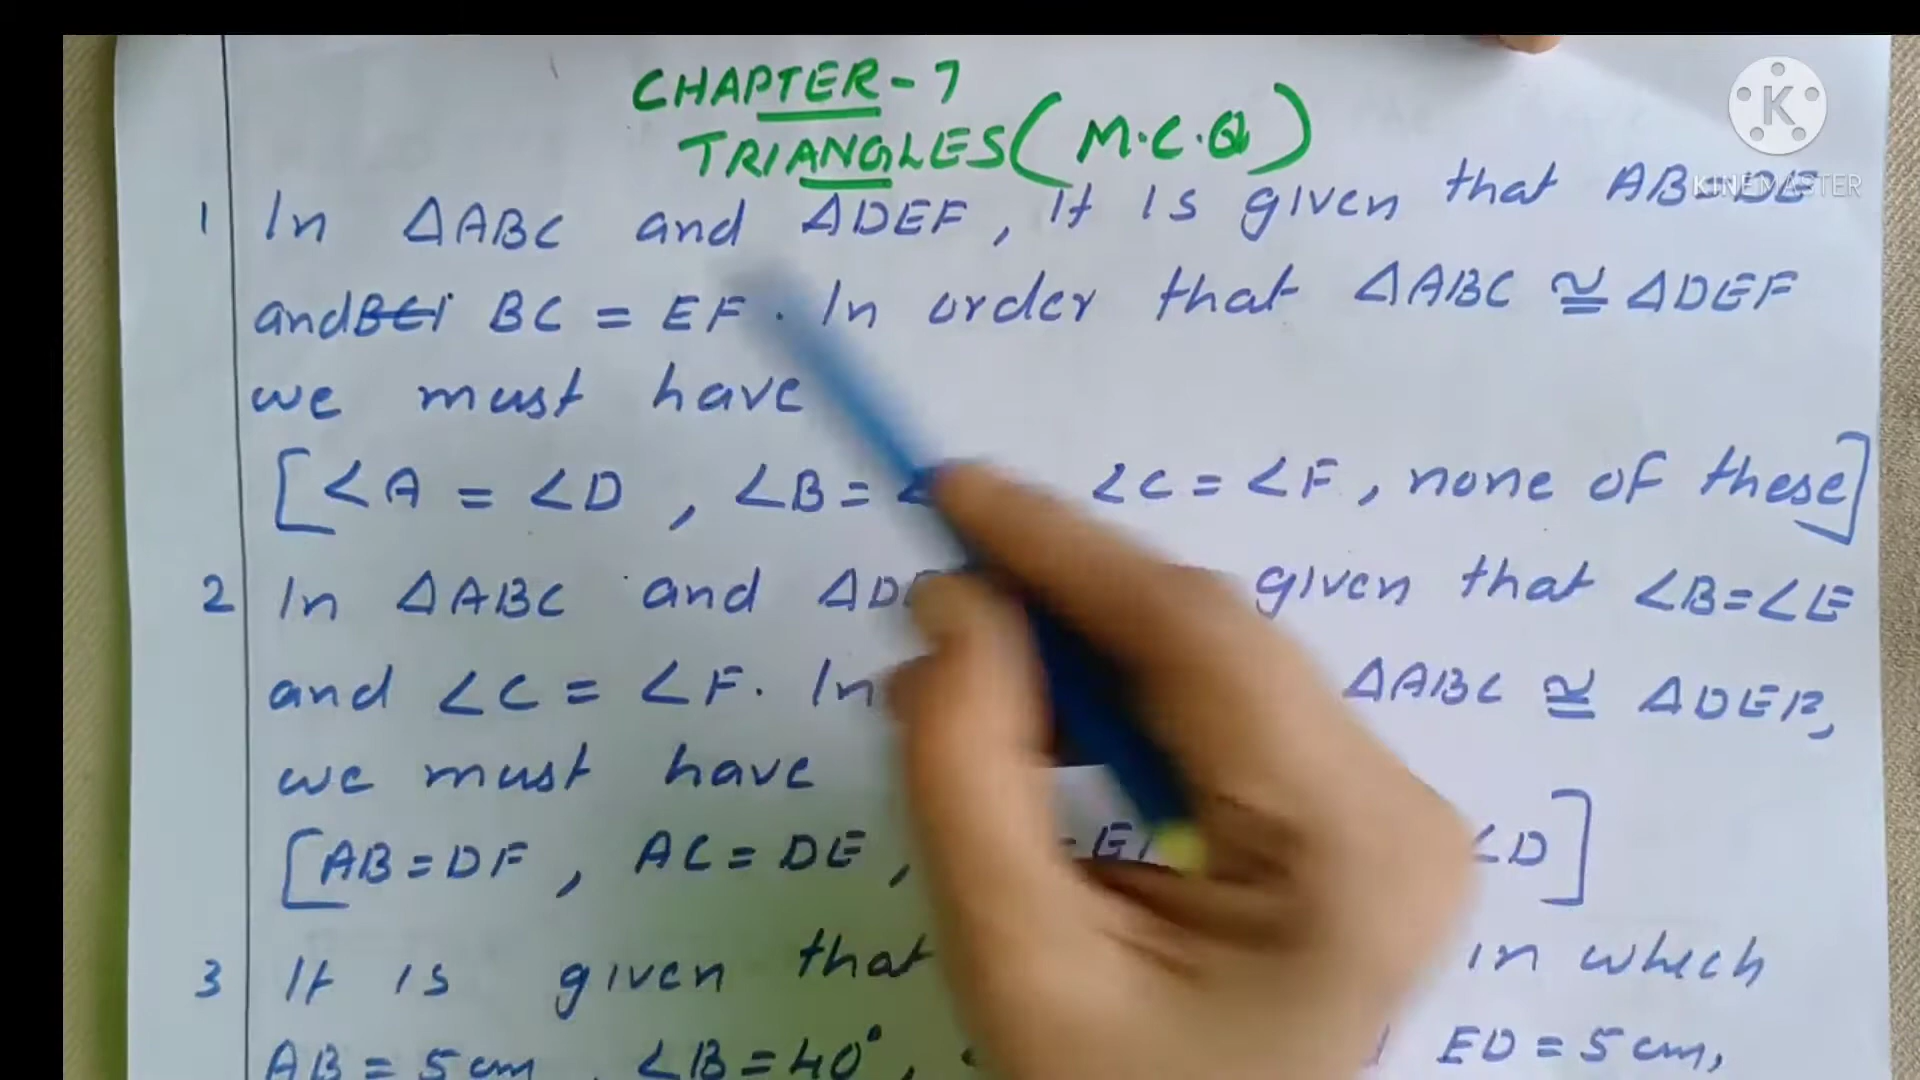 CHAPTER-7
TRIANGLES (M.C.Q)
K
KINEMASTER
1 In ΔABC and ΔDEF, it is given that AB=DE
and BC = EF. In order that ΔABC ≅ ΔDEF
we must have
[∠A = ∠D, ∠B = ∠C = ∠F, none of these]
2 In ΔABC and given that ∠B=∠E
and ∠C = ∠F. In ΔABC ≅ ΔDEF,
we must have
[AB=DF, AC=DE, ∠D]
3 It is given that in which
AB = 5cm, ∠B=40°, ED=5cm,